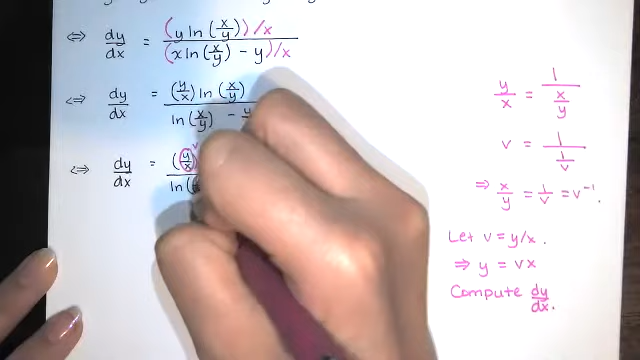 ⇔ dy/dx = (y ln(x/y))/x / (x ln(x/y) − y)/x
⇔ dy/dx = (y/x) ln(x/y) / ln(x/y) −
⇔ dy/dx = (y/x) v / ln(
y/x = 1/(x/y)
v = 1/(1/v)
⇒ x/y = 1/v = v⁻¹.
Let v = y/x.
⇒ y = vx
Compute dy/dx.